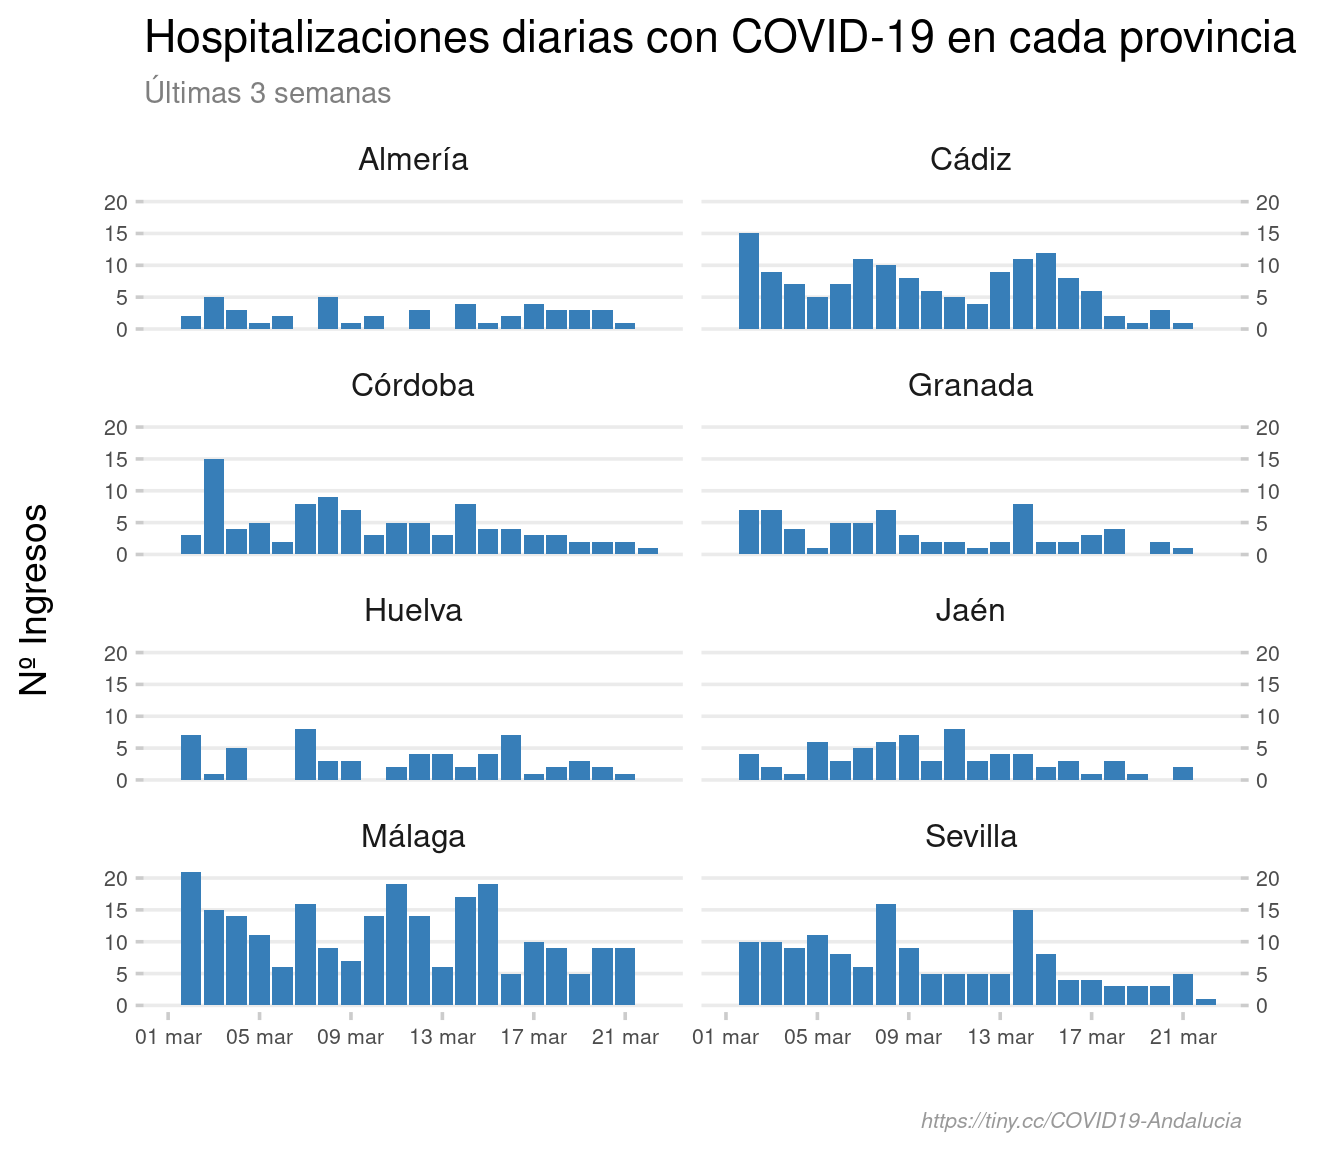 Hospitalizaciones diarias con COVID-19 en cada provincia
Últimas 3 semanas
Nº Ingresos
Almería
Cádiz
20 20
15 15
10 10
5 5
0 0
Córdoba
Granada
20 20
15 15
10 10
5 5
0 0
Huelva
Jaén
20 20
15 15
10 10
5 5
0 0
Málaga
Sevilla
20 20
15 15
10 10
5 5
0 0
01 mar 05 mar 09 mar 13 mar 17 mar 21 mar 01 mar 05 mar 09 mar 13 mar 17 mar 21 mar
https://tiny.cc/COVID19-Andalucia